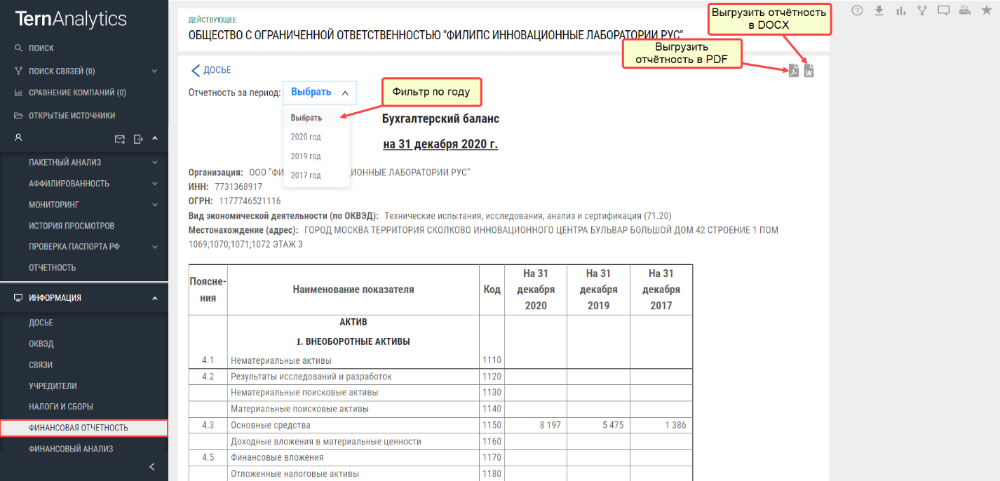 TernAnalytics
ПОИСК
ПОИСК СВЯЗЕЙ (0)
СРАВНЕНИЕ КОМПАНИЙ (0)
ОТКРЫТЫЕ ИСТОЧНИКИ
ПАКЕТНЫЙ АНАЛИЗ
АФФИЛИРОВАННОСТЬ
МОНИТОРИНГ
ИСТОРИЯ ПРОСМОТРОВ
ПРОВЕРКА ПАСПОРТА РФ
ОТЧЕТНОСТЬ
ИНФОРМАЦИЯ
ДОСЬЕ
ОКВЭД
СВЯЗИ
УЧРЕДИТЕЛИ
НАЛОГИ И СБОРЫ
ФИНАНСОВАЯ ОТЧЕТНОСТЬ
ФИНАНСОВЫЙ АНАЛИЗ
ДЕЙСТВУЮЩЕЕ
ОБЩЕСТВО С ОГРАНИЧЕННОЙ ОТВЕТСТВЕННОСТЬЮ "ФИЛИПС ИННОВАЦИОННЫЕ ЛАБОРАТОРИИ РУС"
Выгрузить отчётность
в DOCX
Выгрузить
отчётность в PDF
ДОСЬЕ
Отчетность за период: Выбрать
Фильтр по году
Выбрать
2020 год
2019 год
2017 год
Бухгалтерский баланс
на 31 декабря 2020 г.
Организация: ООО "ФИ ЦИОННЫЕ ЛАБОРАТОРИИ РУС"
ИНН: 7731368917
ОГРН: 1177746521116
Вид экономической деятельности (по ОКВЭД): Технические испытания, исследования, анализ и сертификация (71.20)
Местонахождение (адрес): ГОРОД МОСКВА ТЕРРИТОРИЯ СКОЛКОВО ИННОВАЦИОННОГО ЦЕНТРА БУЛЬВАР БОЛЬШОЙ ДОМ 42 СТРОЕНИЕ 1 ПОМ
1069;1070;1071;1072 ЭТАЖ 3
Поясне-
ния
Наименование показателя
Код
На 31
декабря
2020
На 31
декабря
2019
На 31
декабря
2017
АКТИВ
I. ВНЕОБОРОТНЫЕ АКТИВЫ
4.1 Нематериальные активы 1110
4.2 Результаты исследований и разработок 1120
Нематериальные поисковые активы 1130
Материальные поисковые активы 1140
4.3 Основные средства 1150 8 197 5 475 1 386
Доходные вложения в материальные ценности 1160
4.5 Финансовые вложения 1170
Отложенные налоговые активы 1180